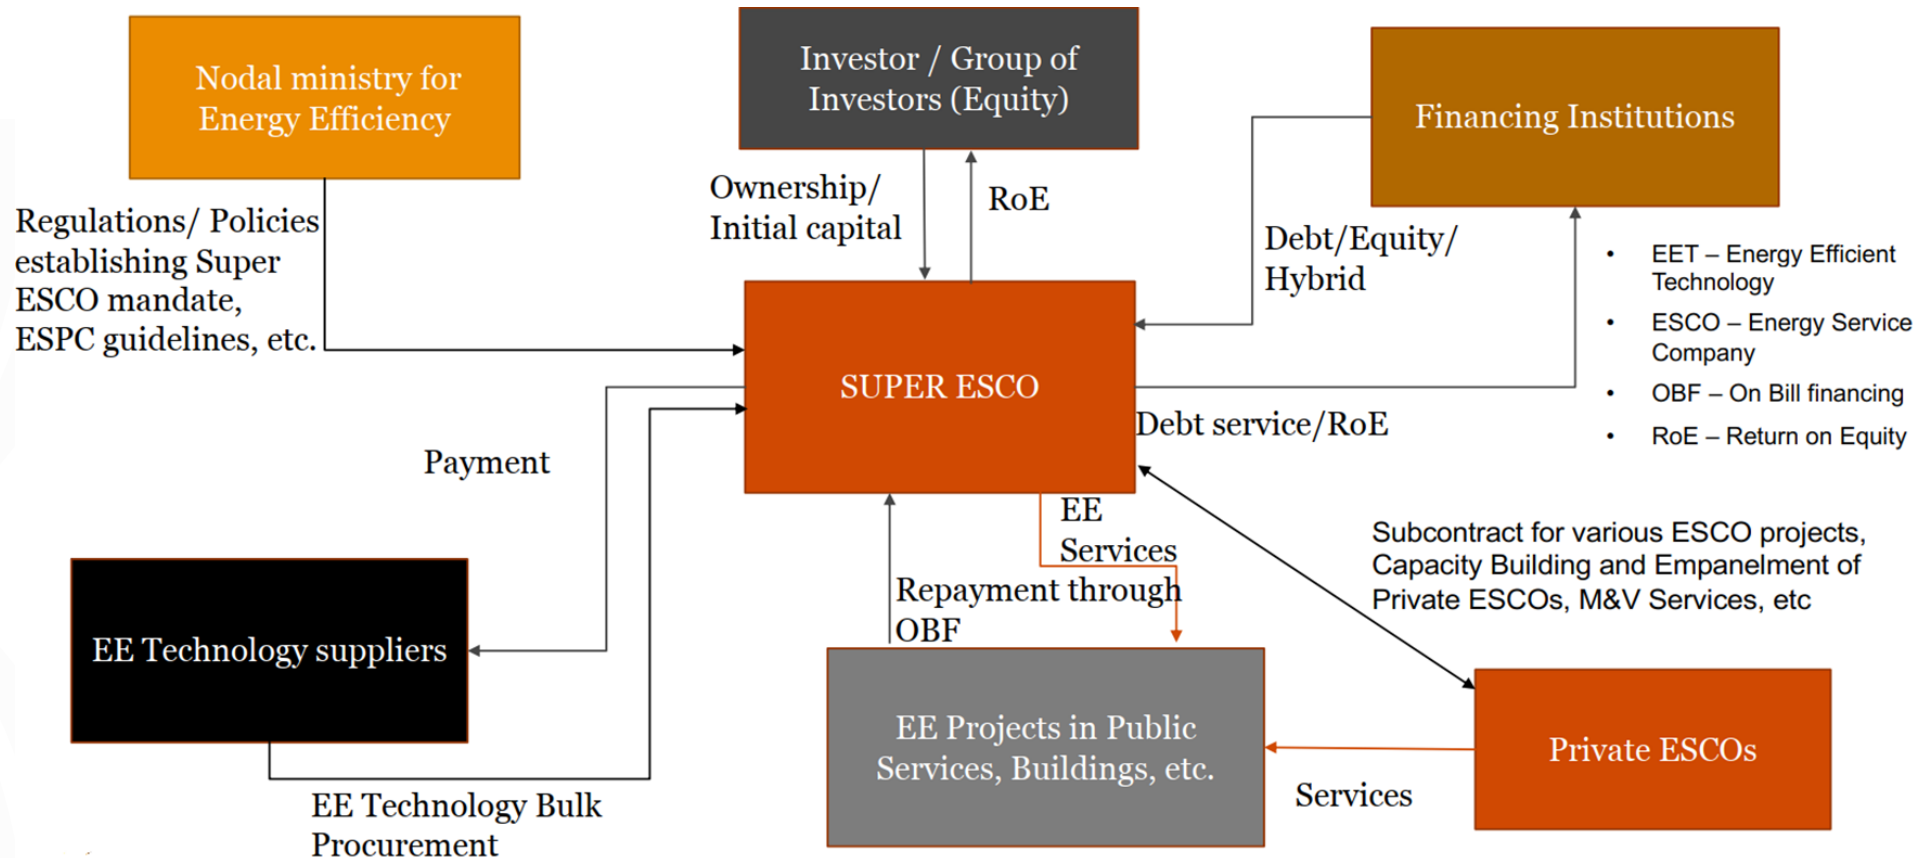 Nodal ministry for
Energy Efficiency
Investor / Group of
Investors (Equity)
Financing Institutions
Regulations/ Policies
establishing Super
ESCO mandate,
ESPC guidelines, etc.
Ownership/
Initial capital
RoE
Debt/Equity/
Hybrid
• EET – Energy Efficient
Technology
• ESCO – Energy Service
Company
• OBF – On Bill financing
• RoE – Return on Equity
SUPER ESCO
Debt service/RoE
Payment
EE
Services
Repayment through
OBF
Subcontract for various ESCO projects,
Capacity Building and Empanelment of
Private ESCOs, M&V Services, etc
EE Technology suppliers
EE Projects in Public
Services, Buildings, etc.
Private ESCOs
Services
EE Technology Bulk
Procurement